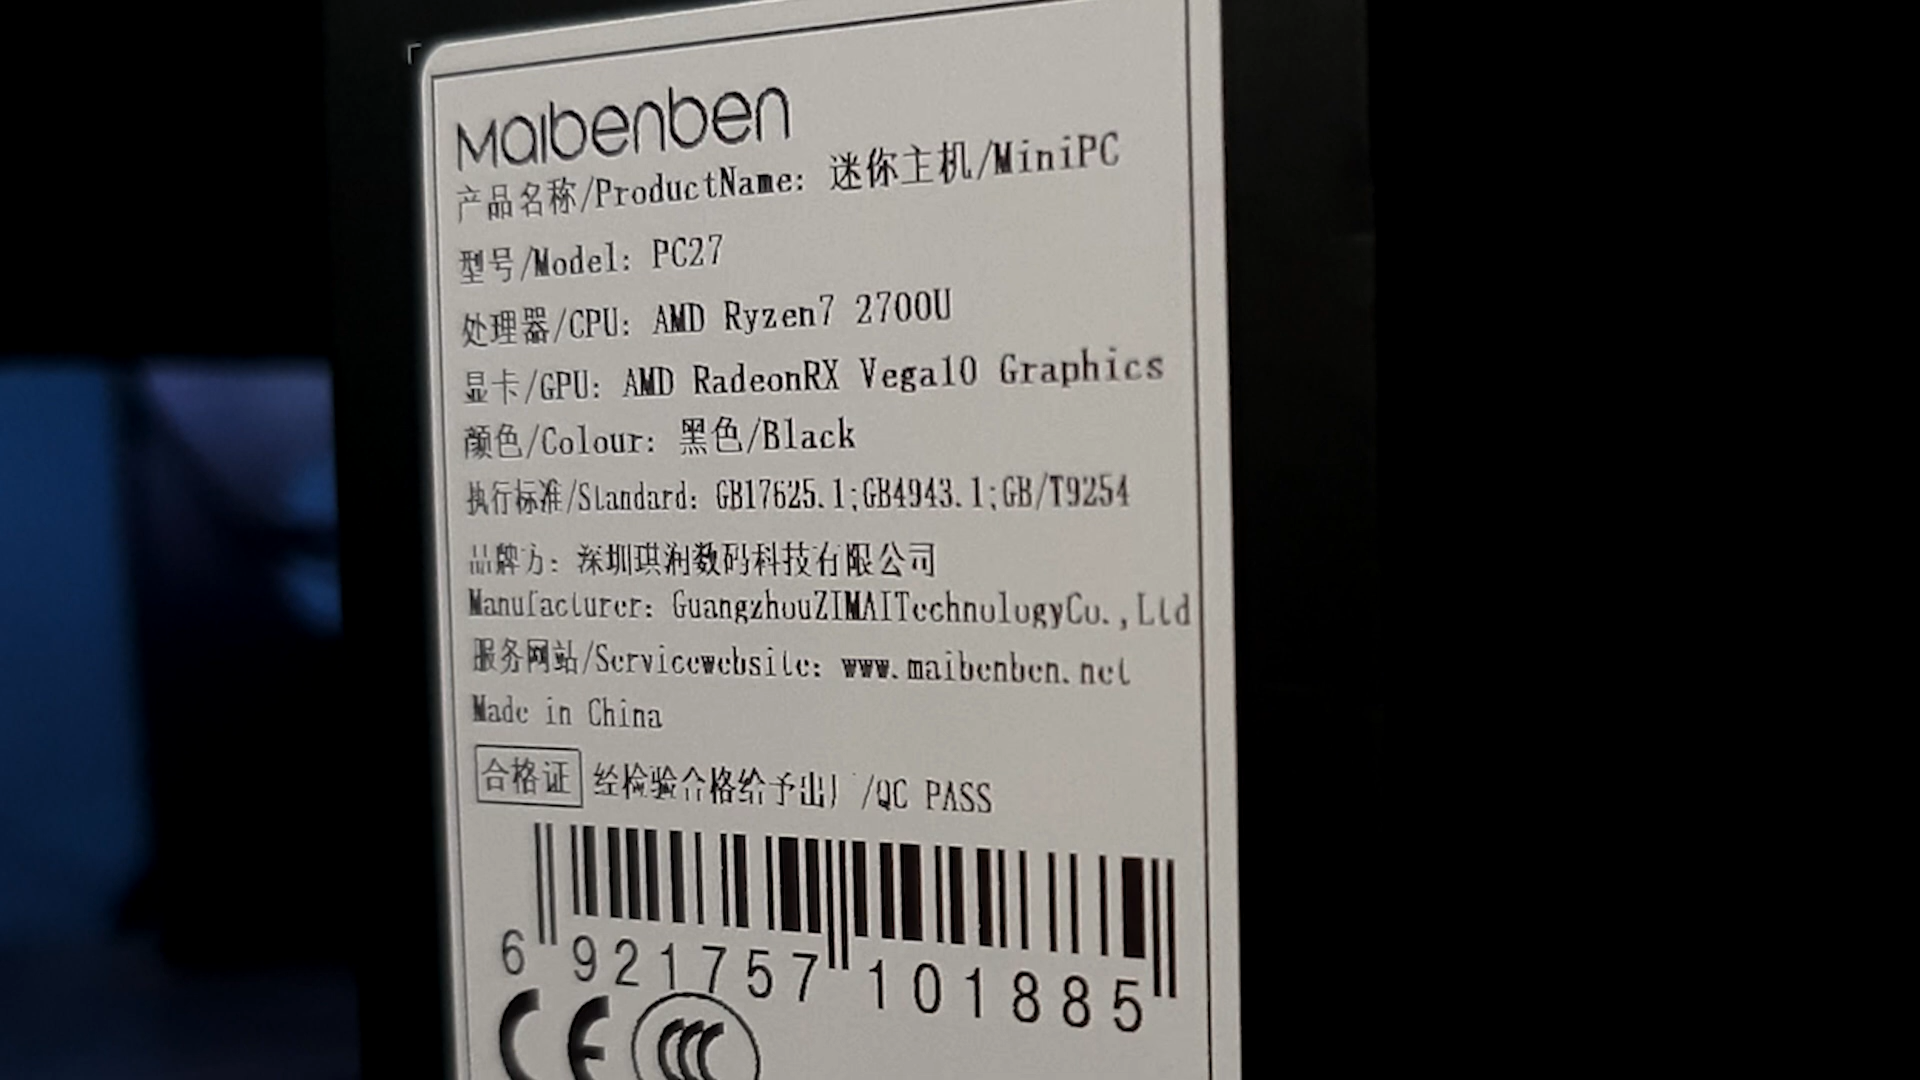 Maibenben
产品名称/ProductName: 迷你主机/MiniPC
型号/Model: PC27
处理器/CPU: AMD Ryzen7 2700U
显卡/GPU: AMD RadeonRX Vega10 Graphics
颜色/Colour: 黑色/Black
执行标准/Standard: GB17625.1;GB4943.1;GB/T9254
品牌方: 深圳琪润数码科技有限公司
Manufacturer: GuangzhouZIMAITechnologyCo.,Ltd
服务网站/Servicewebsite: www.maibenben.net
Made in China
合格证 经检验合格给予出厂/QC PASS
6 921757 101885
CE CCC